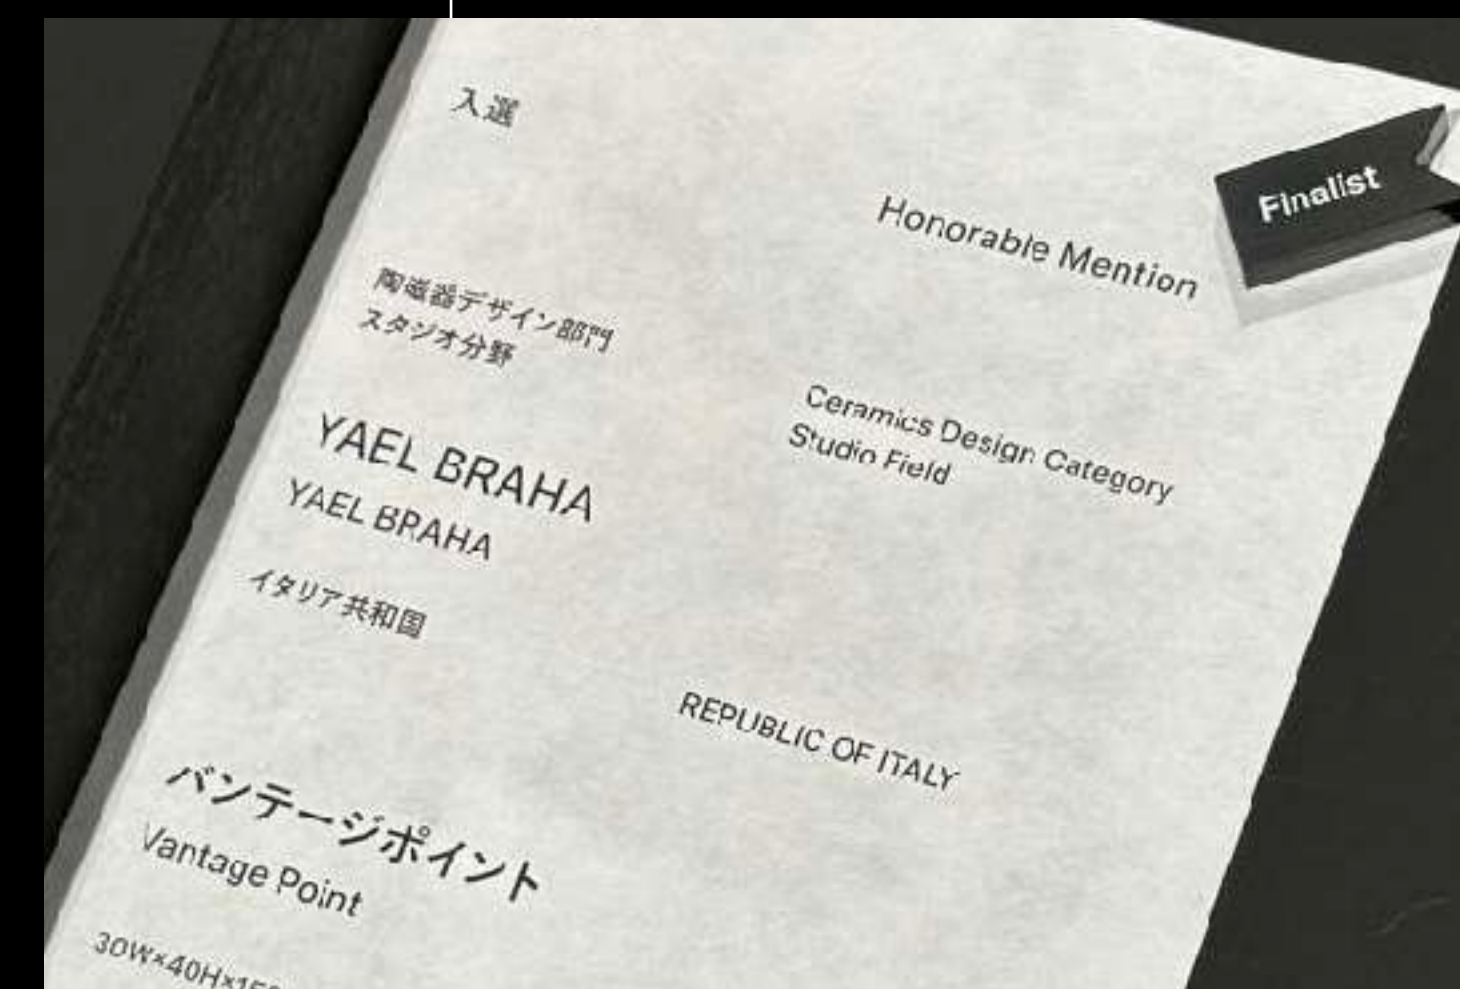 入選
Honorable Mention
Finalist
陶磁器デザイン部門
スタジオ分野
Ceramics Design Category
Studio Field
YAEL BRAHA
YAEL BRAHA
イタリア共和国
REPUBLIC OF ITALY
バンテージポイント
Vantage Point